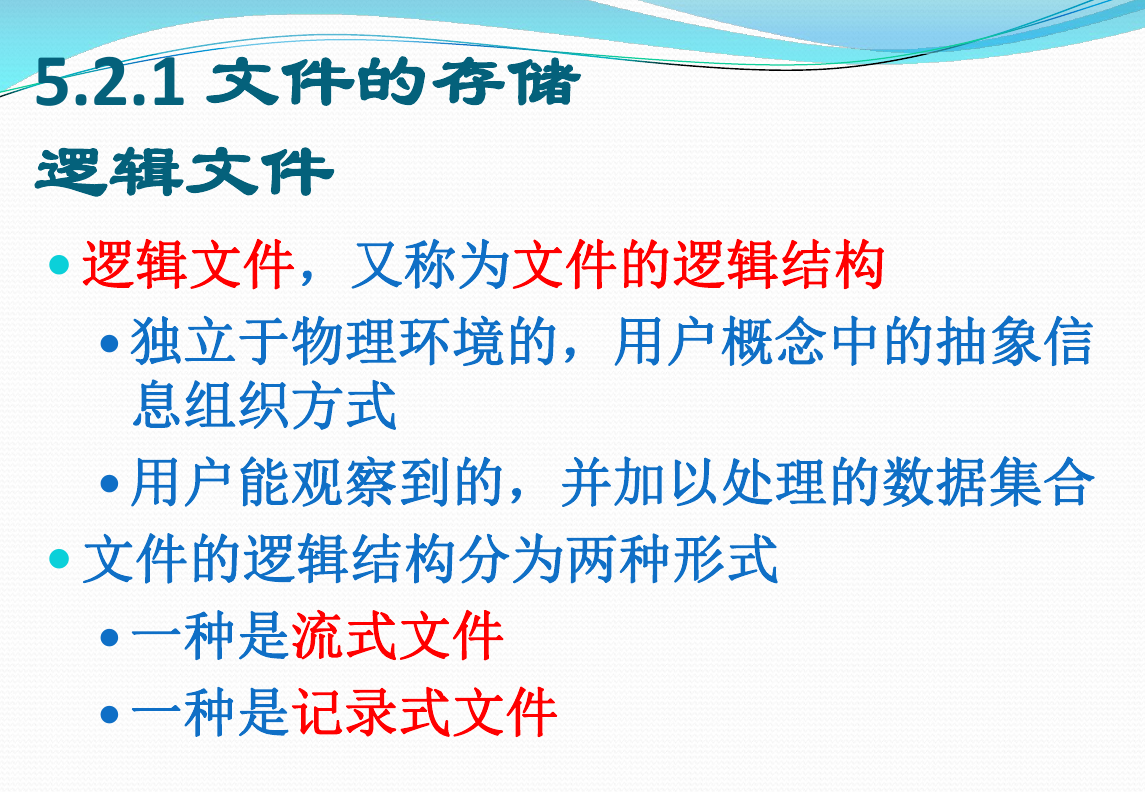 5.2.1 文件的存储
逻辑文件
逻辑文件，又称为文件的逻辑结构
独立于物理环境的，用户概念中的抽象信
息组织方式
用户能观察到的，并加以处理的数据集合
文件的逻辑结构分为两种形式
一种是流式文件
一种是记录式文件